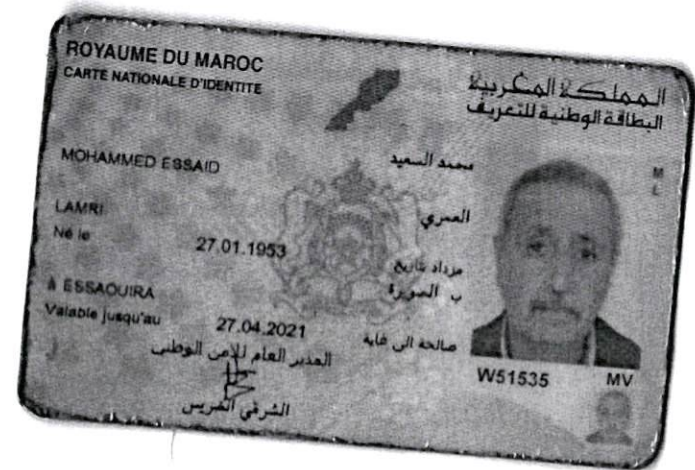 ROYAUME DU MAROC
المملكة المغربية
CARTE NATIONALE D'IDENTITE
البطاقة الوطنية للتعريف
MOHAMMED ESSAID
محمد السعيد
LAMRI
العمري
Né le 27.01.1953 مزداد بتاريخ
à ESSAOUIRA
ب الصويرة
Valable jusqu'au 27.04.2021 صالحة الى غاية
المدير العام للامن الوطني
الشرقي الضريس
W51535 MV
M
L